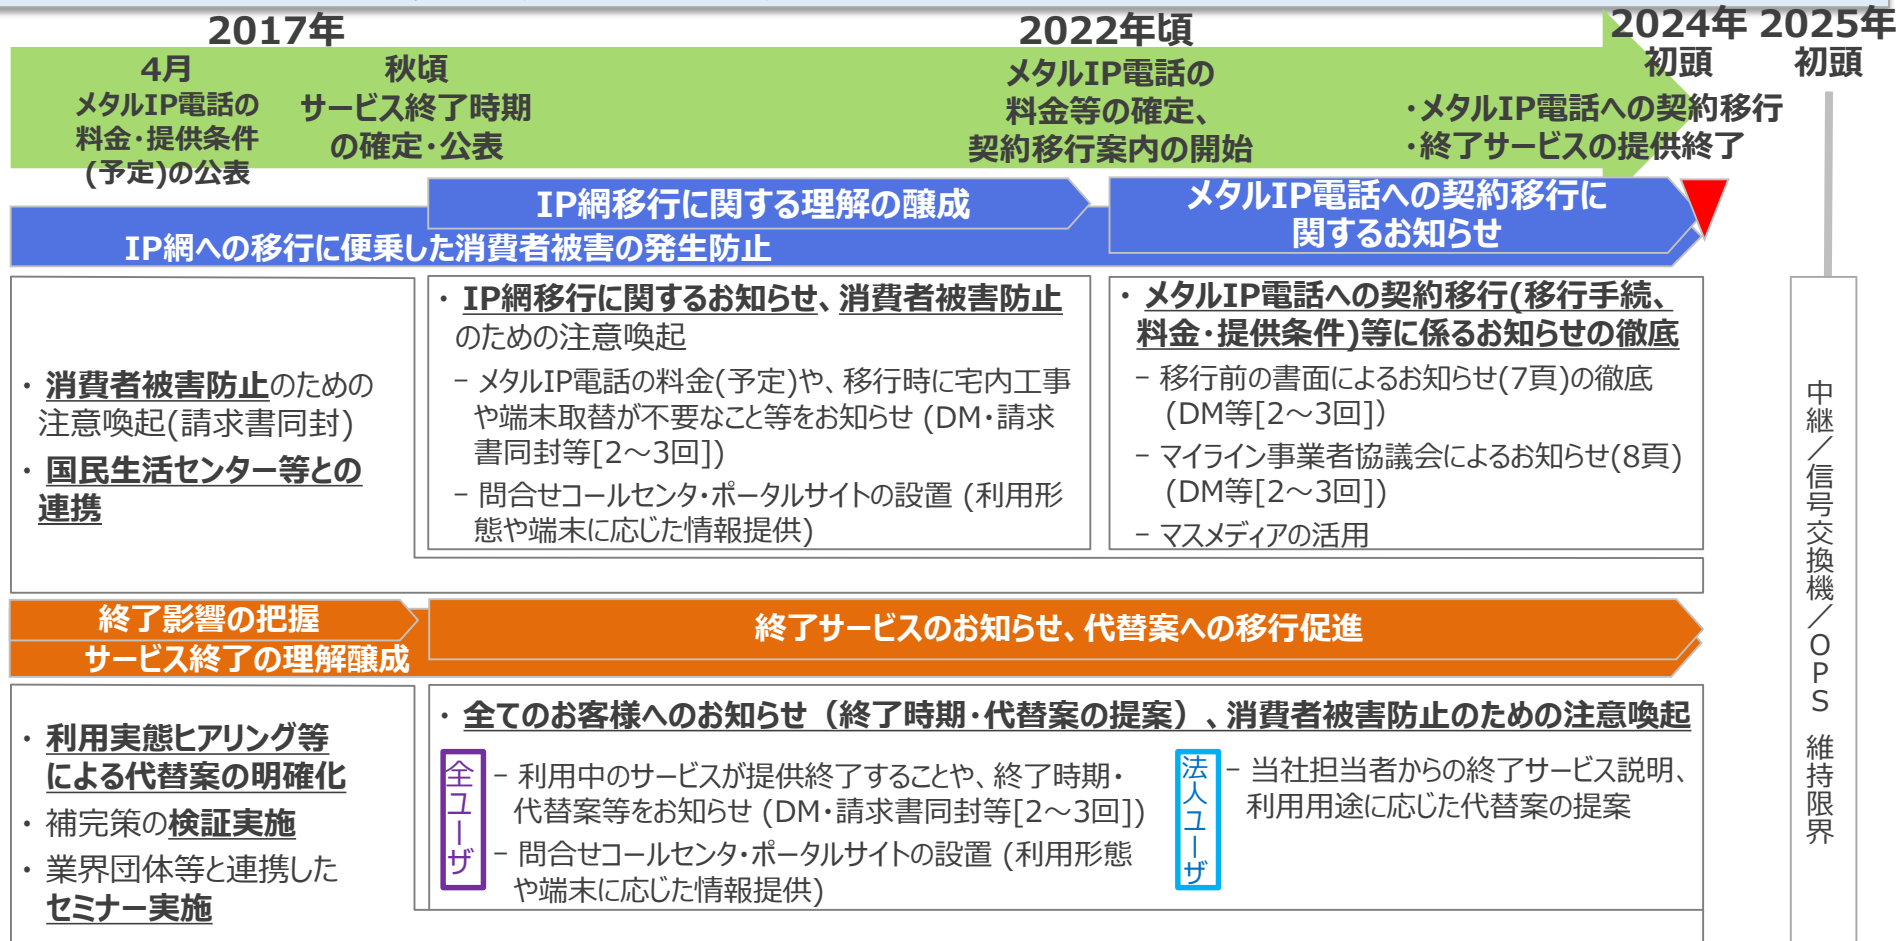 2017年
4月
メタルIP電話の
料金・提供条件
(予定)の公表
秋頃
サービス終了時期
の確定・公表
2022年頃
メタルIP電話の
料金等の確定、
契約移行案内の開始
2024年
初頭
・メタルIP電話への契約移行
・終了サービスの提供終了
2025年
初頭
IP網移行に関する理解の醸成
メタルIP電話への契約移行に
関するお知らせ
IP網への移行に便乗した消費者被害の発生防止
・消費者被害防止のための
注意喚起(請求書同封)
・国民生活センター等との
連携
・IP網移行に関するお知らせ、消費者被害防止
のための注意喚起
− メタルIP電話の料金(予定)や、移行時に宅内工事
や端末取替が不要なこと等をお知らせ (DM・請求
書同封等[2～3回])
− 問合せコールセンタ・ポータルサイトの設置 (利用形
態や端末に応じた情報提供)
・メタルIP電話への契約移行(移行手続、
料金・提供条件)等に係るお知らせの徹底
− 移行前の書面によるお知らせ(7頁)の徹底
(DM等[2～3回])
− マイライン事業者協議会によるお知らせ(8頁)
(DM等[2～3回])
− マスメディアの活用
終了影響の把握
サービス終了の理解醸成
終了サービスのお知らせ、代替案への移行促進
・利用実態ヒアリング等
による代替案の明確化
・補完策の検証実施
・業界団体等と連携した
セミナー実施
・全てのお客様へのお知らせ（終了時期・代替案の提案）、消費者被害防止のための注意喚起
全ユーザ
− 利用中のサービスが提供終了することや、終了時期・
代替案等をお知らせ (DM・請求書同封等[2～3回])
− 問合せコールセンタ・ポータルサイトの設置 (利用形態
や端末に応じた情報提供)
法人ユーザ
− 当社担当者からの終了サービス説明、
利用用途に応じた代替案の提案
中継／信号交換機／OPS 維持限界